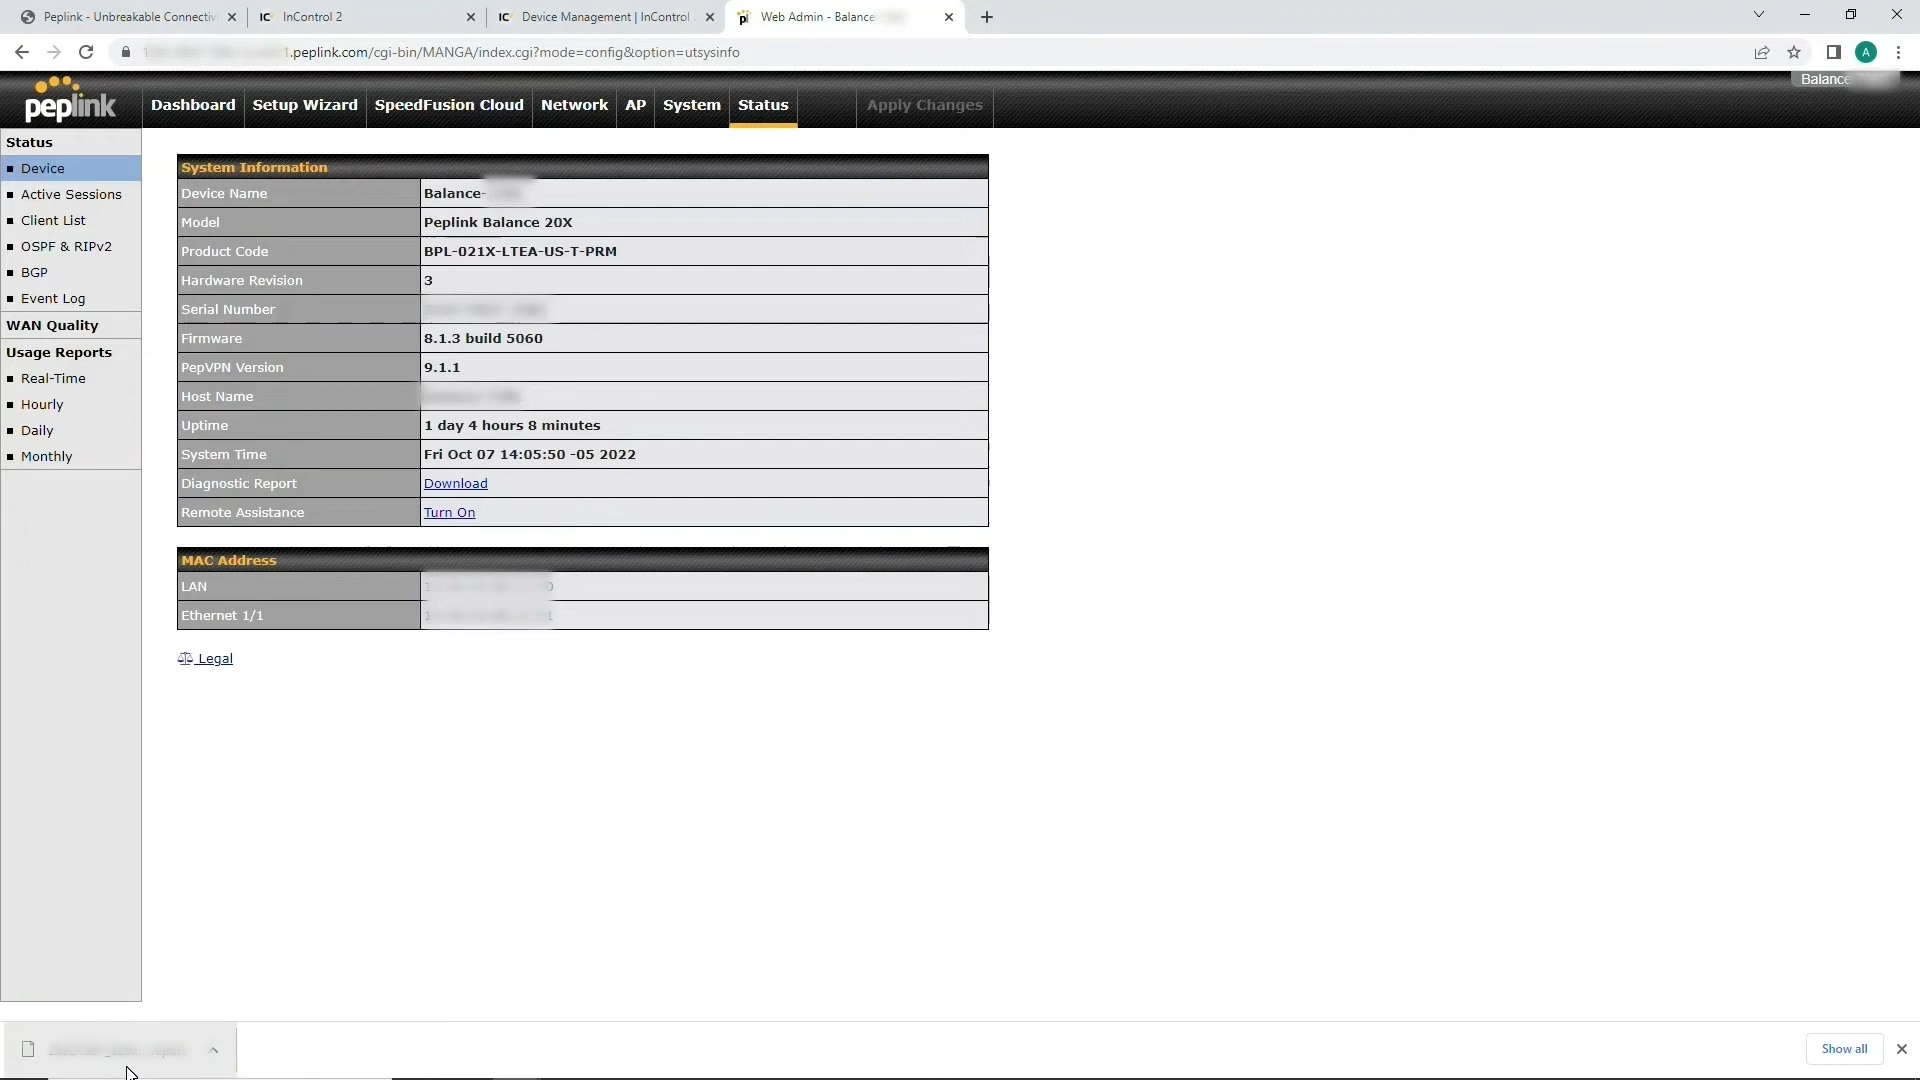 Peplink - Unbreakable Connectivi
InControl 2
Device Management | InControl
Web Admin - Balance
.peplink.com/cgi-bin/MANGA/index.cgi?mode=config&option=utsysinfo
A
Balance
peplink
Dashboard
Setup Wizard
SpeedFusion Cloud
Network
AP
System
Status
Apply Changes
Status
Device
Active Sessions
Client List
OSPF & RIPv2
BGP
Event Log
WAN Quality
Usage Reports
Real-Time
Hourly
Daily
Monthly
System Information
Device Name Balance-
Model Peplink Balance 20X
Product Code BPL-021X-LTEA-US-T-PRM
Hardware Revision 3
Serial Number
Firmware 8.1.3 build 5060
PepVPN Version 9.1.1
Host Name
Uptime 1 day 4 hours 8 minutes
System Time Fri Oct 07 14:05:50 -05 2022
Diagnostic Report Download
Remote Assistance Turn On
MAC Address
LAN
Ethernet 1/1
Legal
Show all